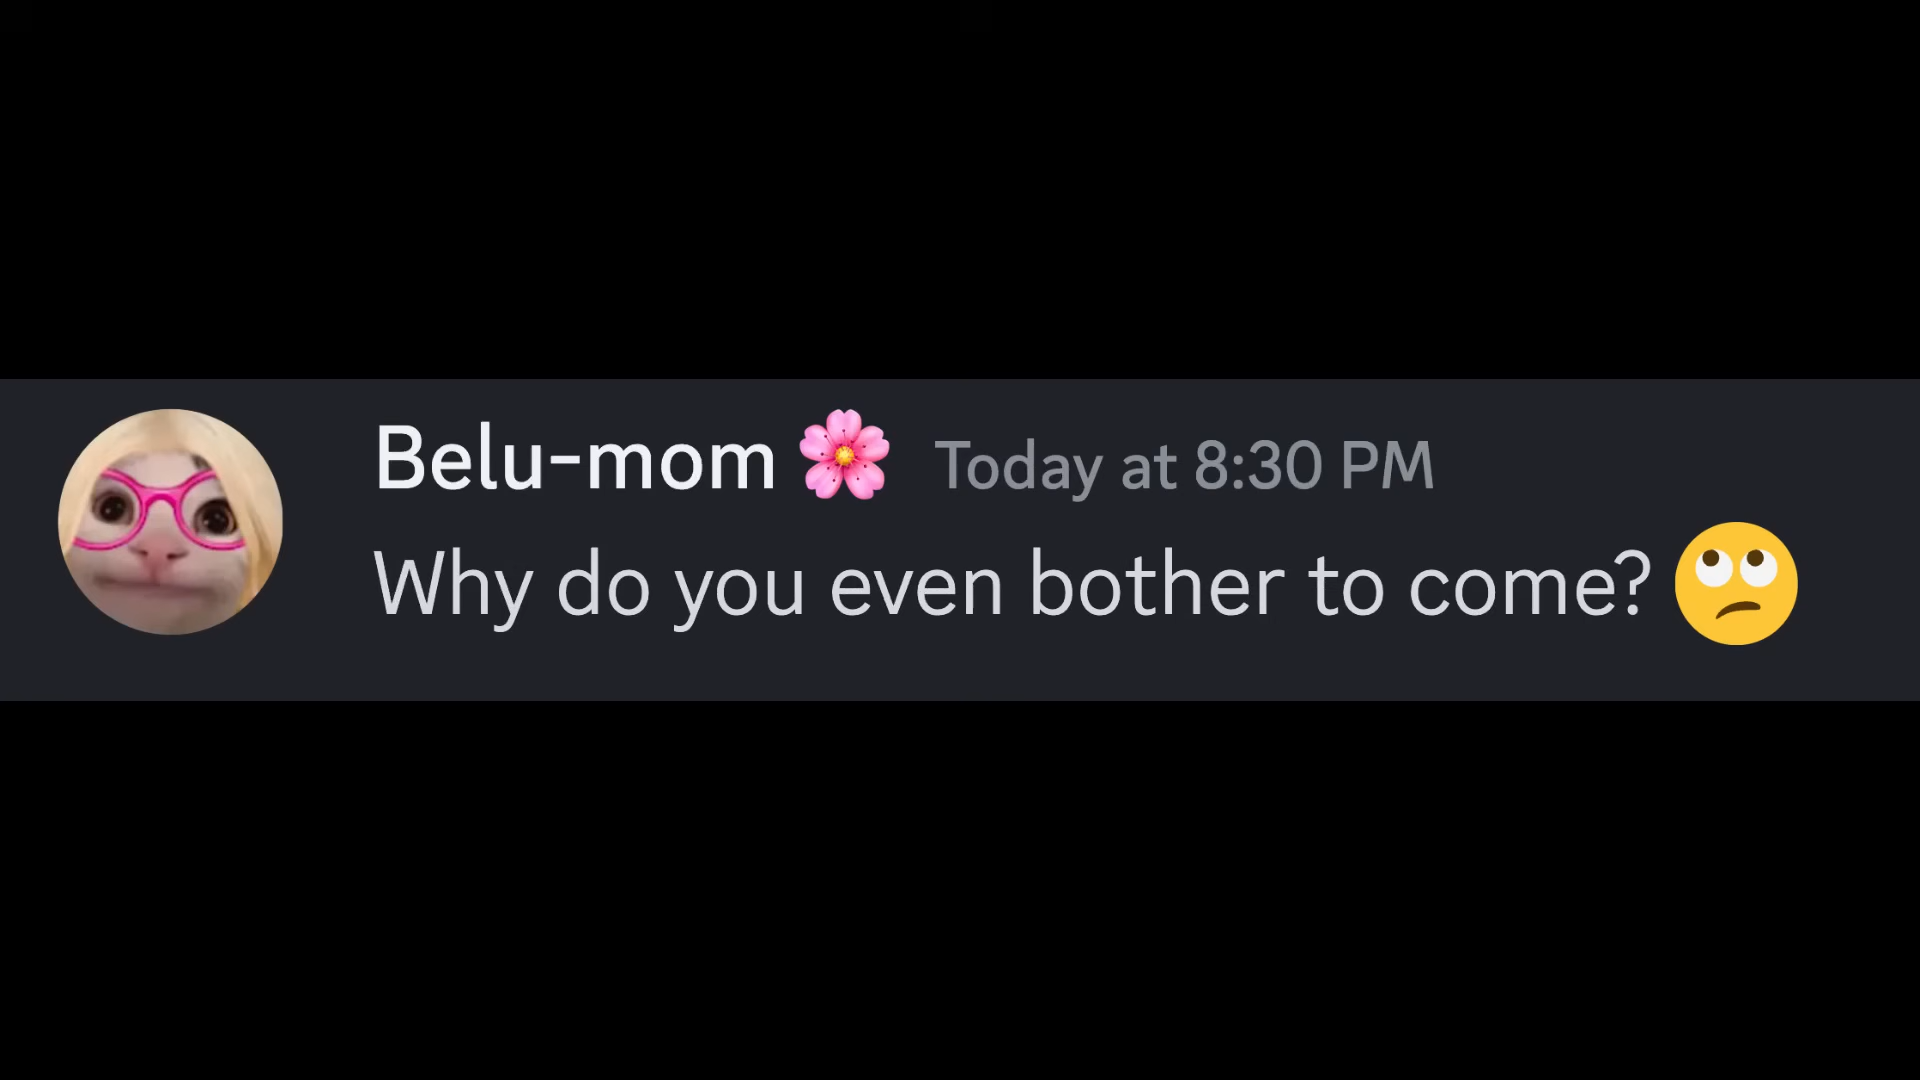 Belu-mom🌸 Today at 8:30 PM
Why do you even bother to come? 🙄